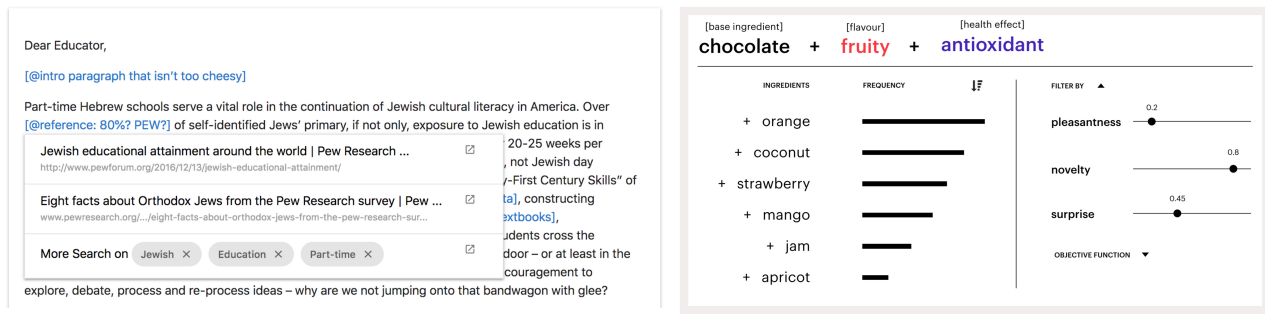 Dear Educator,
[@intro paragraph that isn't too cheesy]
Part-time Hebrew schools serve a vital role in the continuation of Jewish cultural literacy in America. Over
[@reference: 80%? PEW?] of self-identified Jews' primary, if not only, exposure to Jewish education is in
20-25 weeks per
, not Jewish day
y-First Century Skills" of
ta], constructing
extbooks],
udents cross the
door – or at least in the
couragement to
explore, debate, process and re-process ideas – why are we not jumping onto that bandwagon with glee?
Jewish educational attainment around the world | Pew Research ...
http://www.pewforum.org/2016/12/13/jewish-educational-attainment/
Eight facts about Orthodox Jews from the Pew Research survey | Pew ...
www.pewresearch.org/.../eight-facts-about-orthodox-jews-from-the-pew-research-sur...
More Search on Jewish × Education × Part-time ×
[base ingredient] [flavour] [health effect]
chocolate + fruity + antioxidant
INGREDIENTS FREQUENCY
+ orange
+ coconut
+ strawberry
+ mango
+ jam
+ apricot
FILTER BY
0.2
pleasantness
0.8
novelty
0.45
surprise
OBJECTIVE FUNCTION